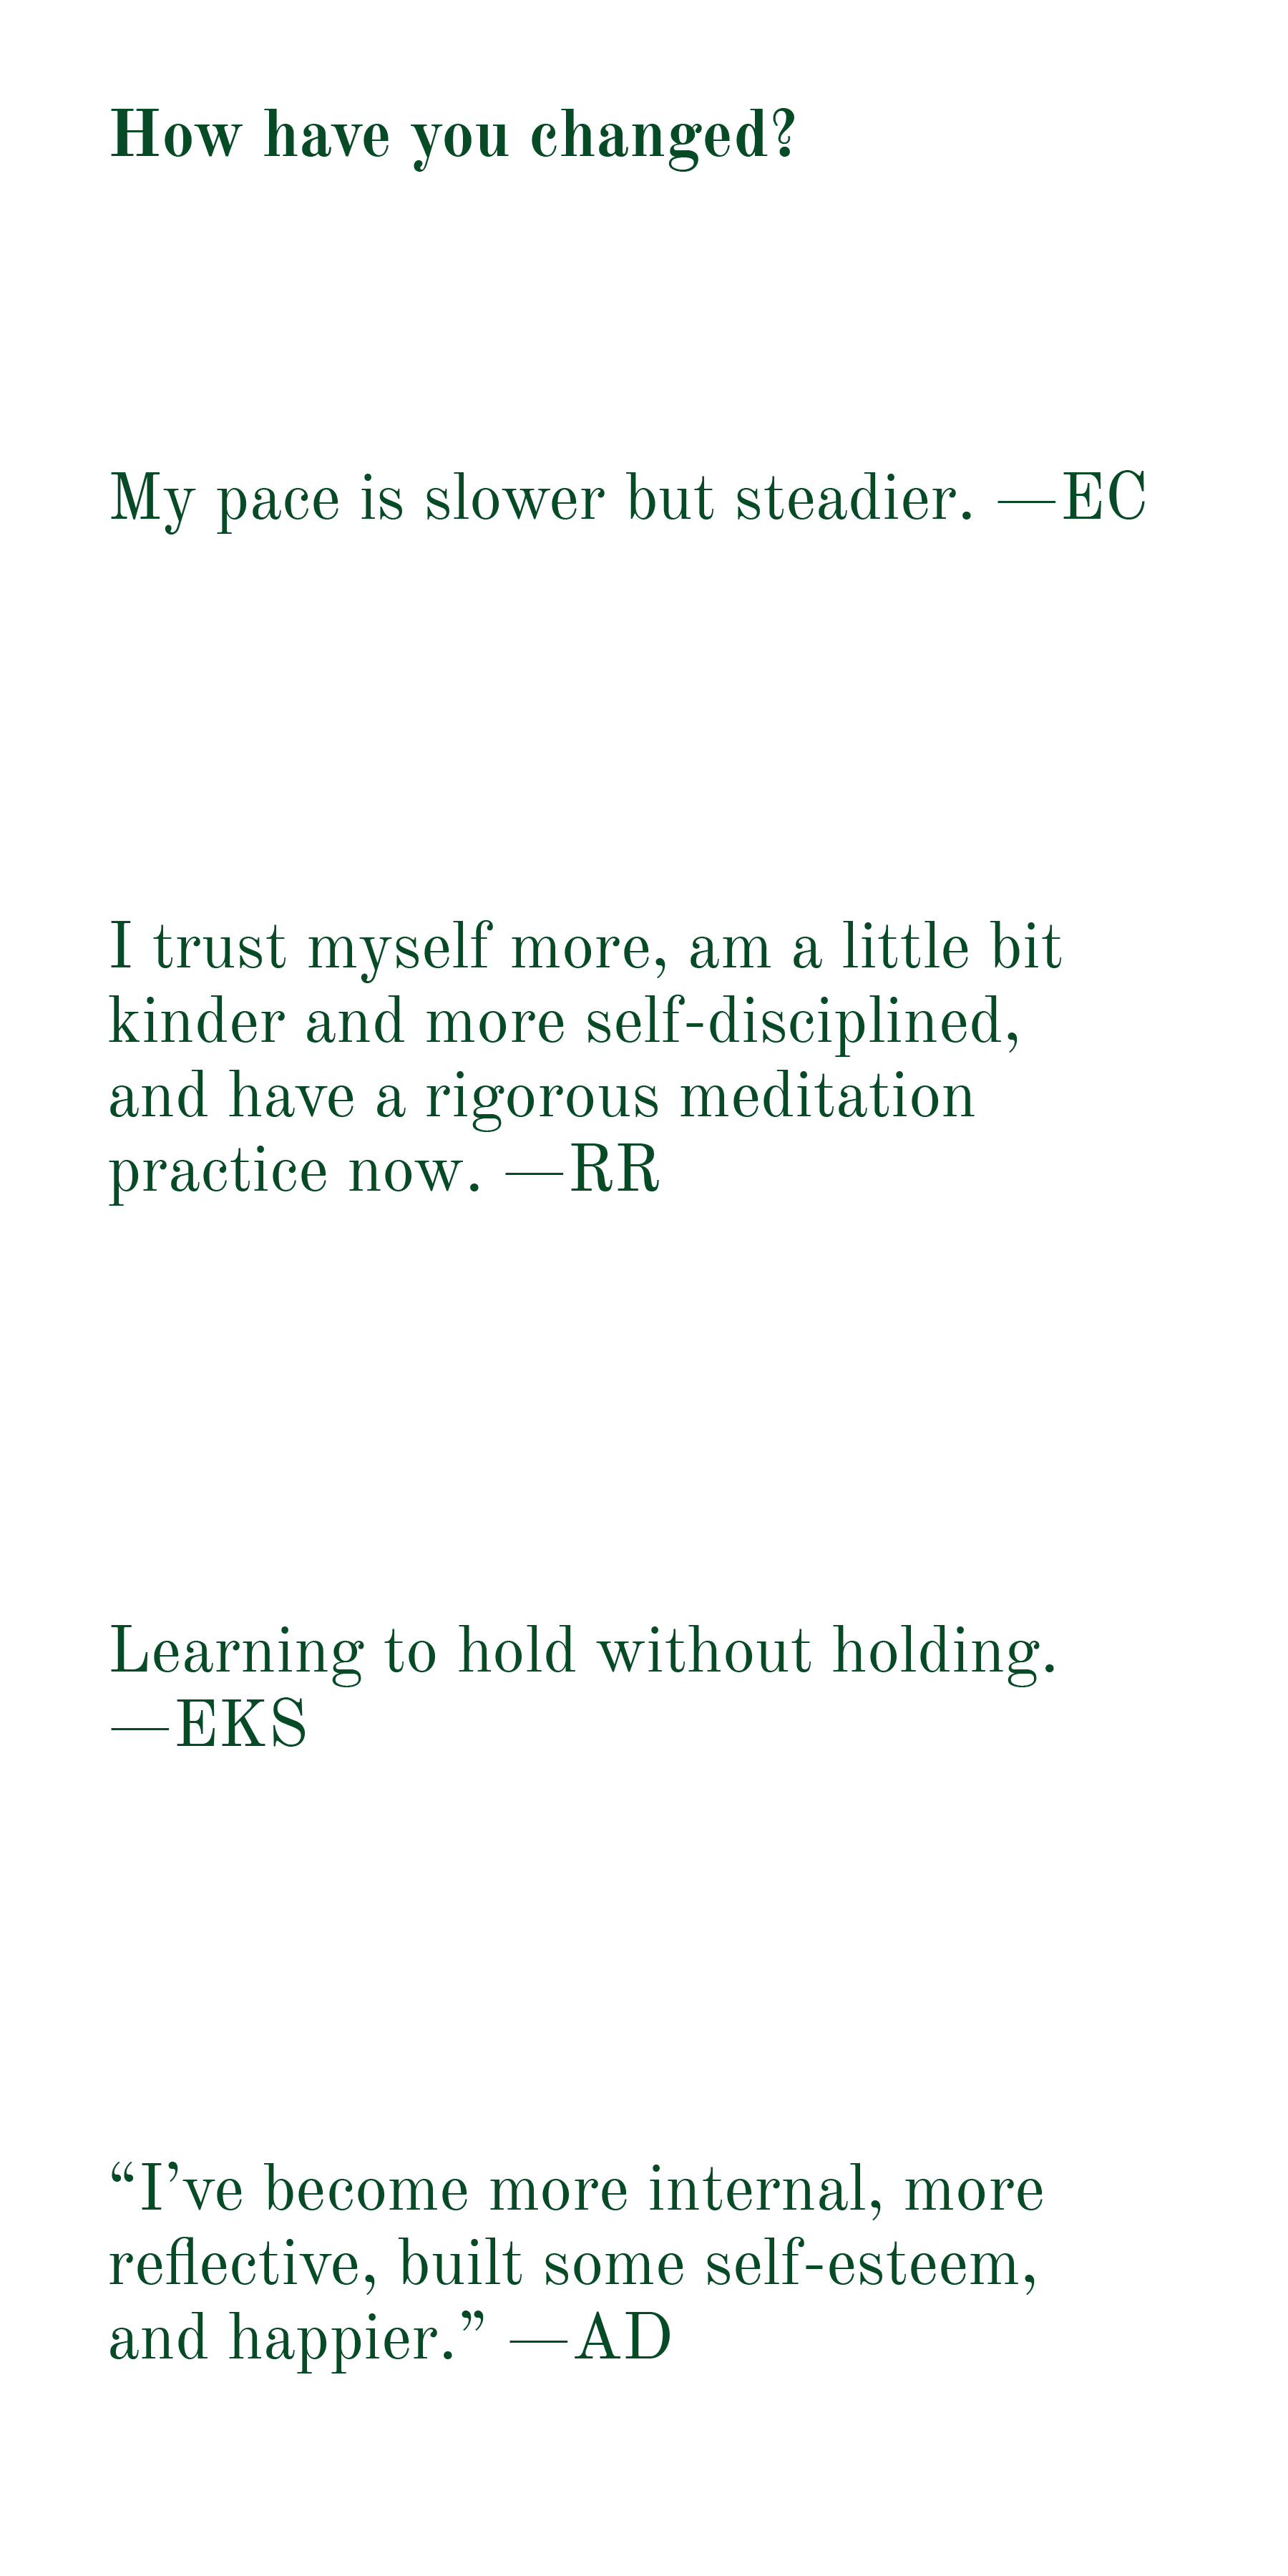 How have you changed?
My pace is slower but steadier. —EC
I trust myself more, am a little bit
kinder and more self-disciplined,
and have a rigorous meditation
practice now. —RR
Learning to hold without holding.
—EKS
“I’ve become more internal, more
reflective, built some self-esteem,
and happier.” —AD